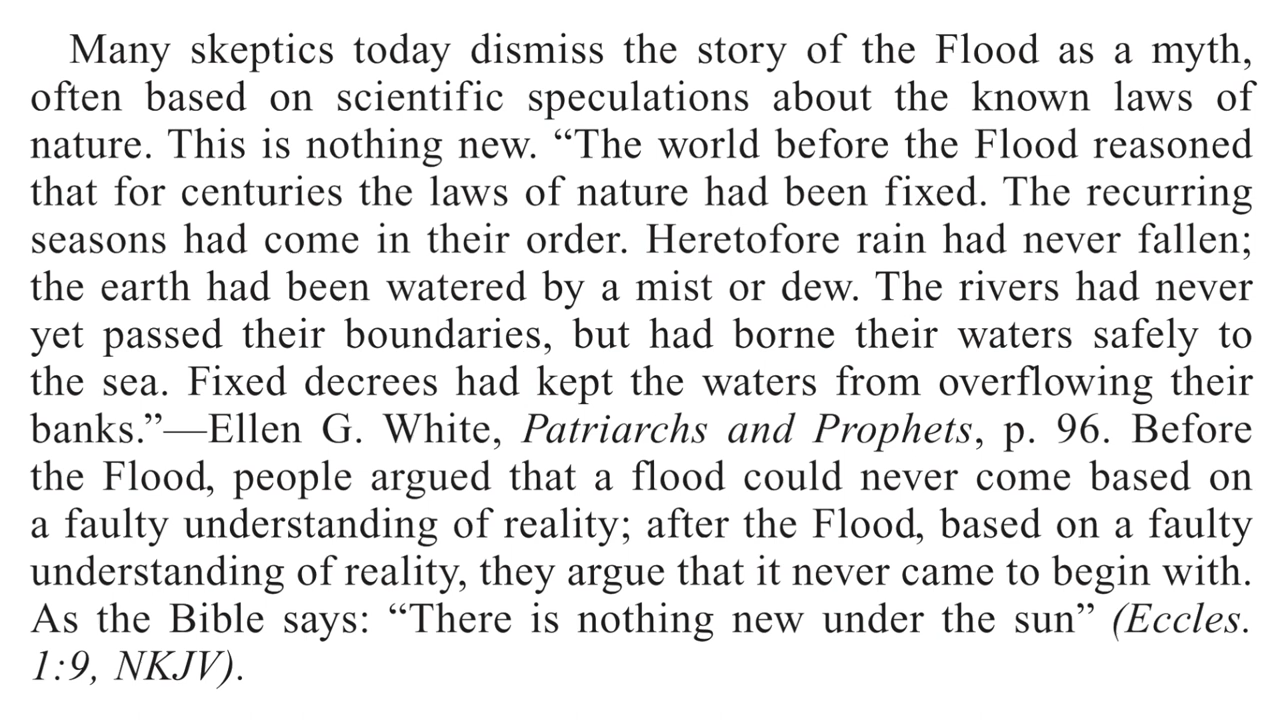 Many skeptics today dismiss the story of the Flood as a myth,
often based on scientific speculations about the known laws of
nature. This is nothing new. “The world before the Flood reasoned
that for centuries the laws of nature had been fixed. The recurring
seasons had come in their order. Heretofore rain had never fallen;
the earth had been watered by a mist or dew. The rivers had never
yet passed their boundaries, but had borne their waters safely to
the sea. Fixed decrees had kept the waters from overflowing their
banks.”—Ellen G. White, Patriarchs and Prophets, p. 96. Before
the Flood, people argued that a flood could never come based on
a faulty understanding of reality; after the Flood, based on a faulty
understanding of reality, they argue that it never came to begin with.
As the Bible says: “There is nothing new under the sun” (Eccles.
1:9, NKJV).